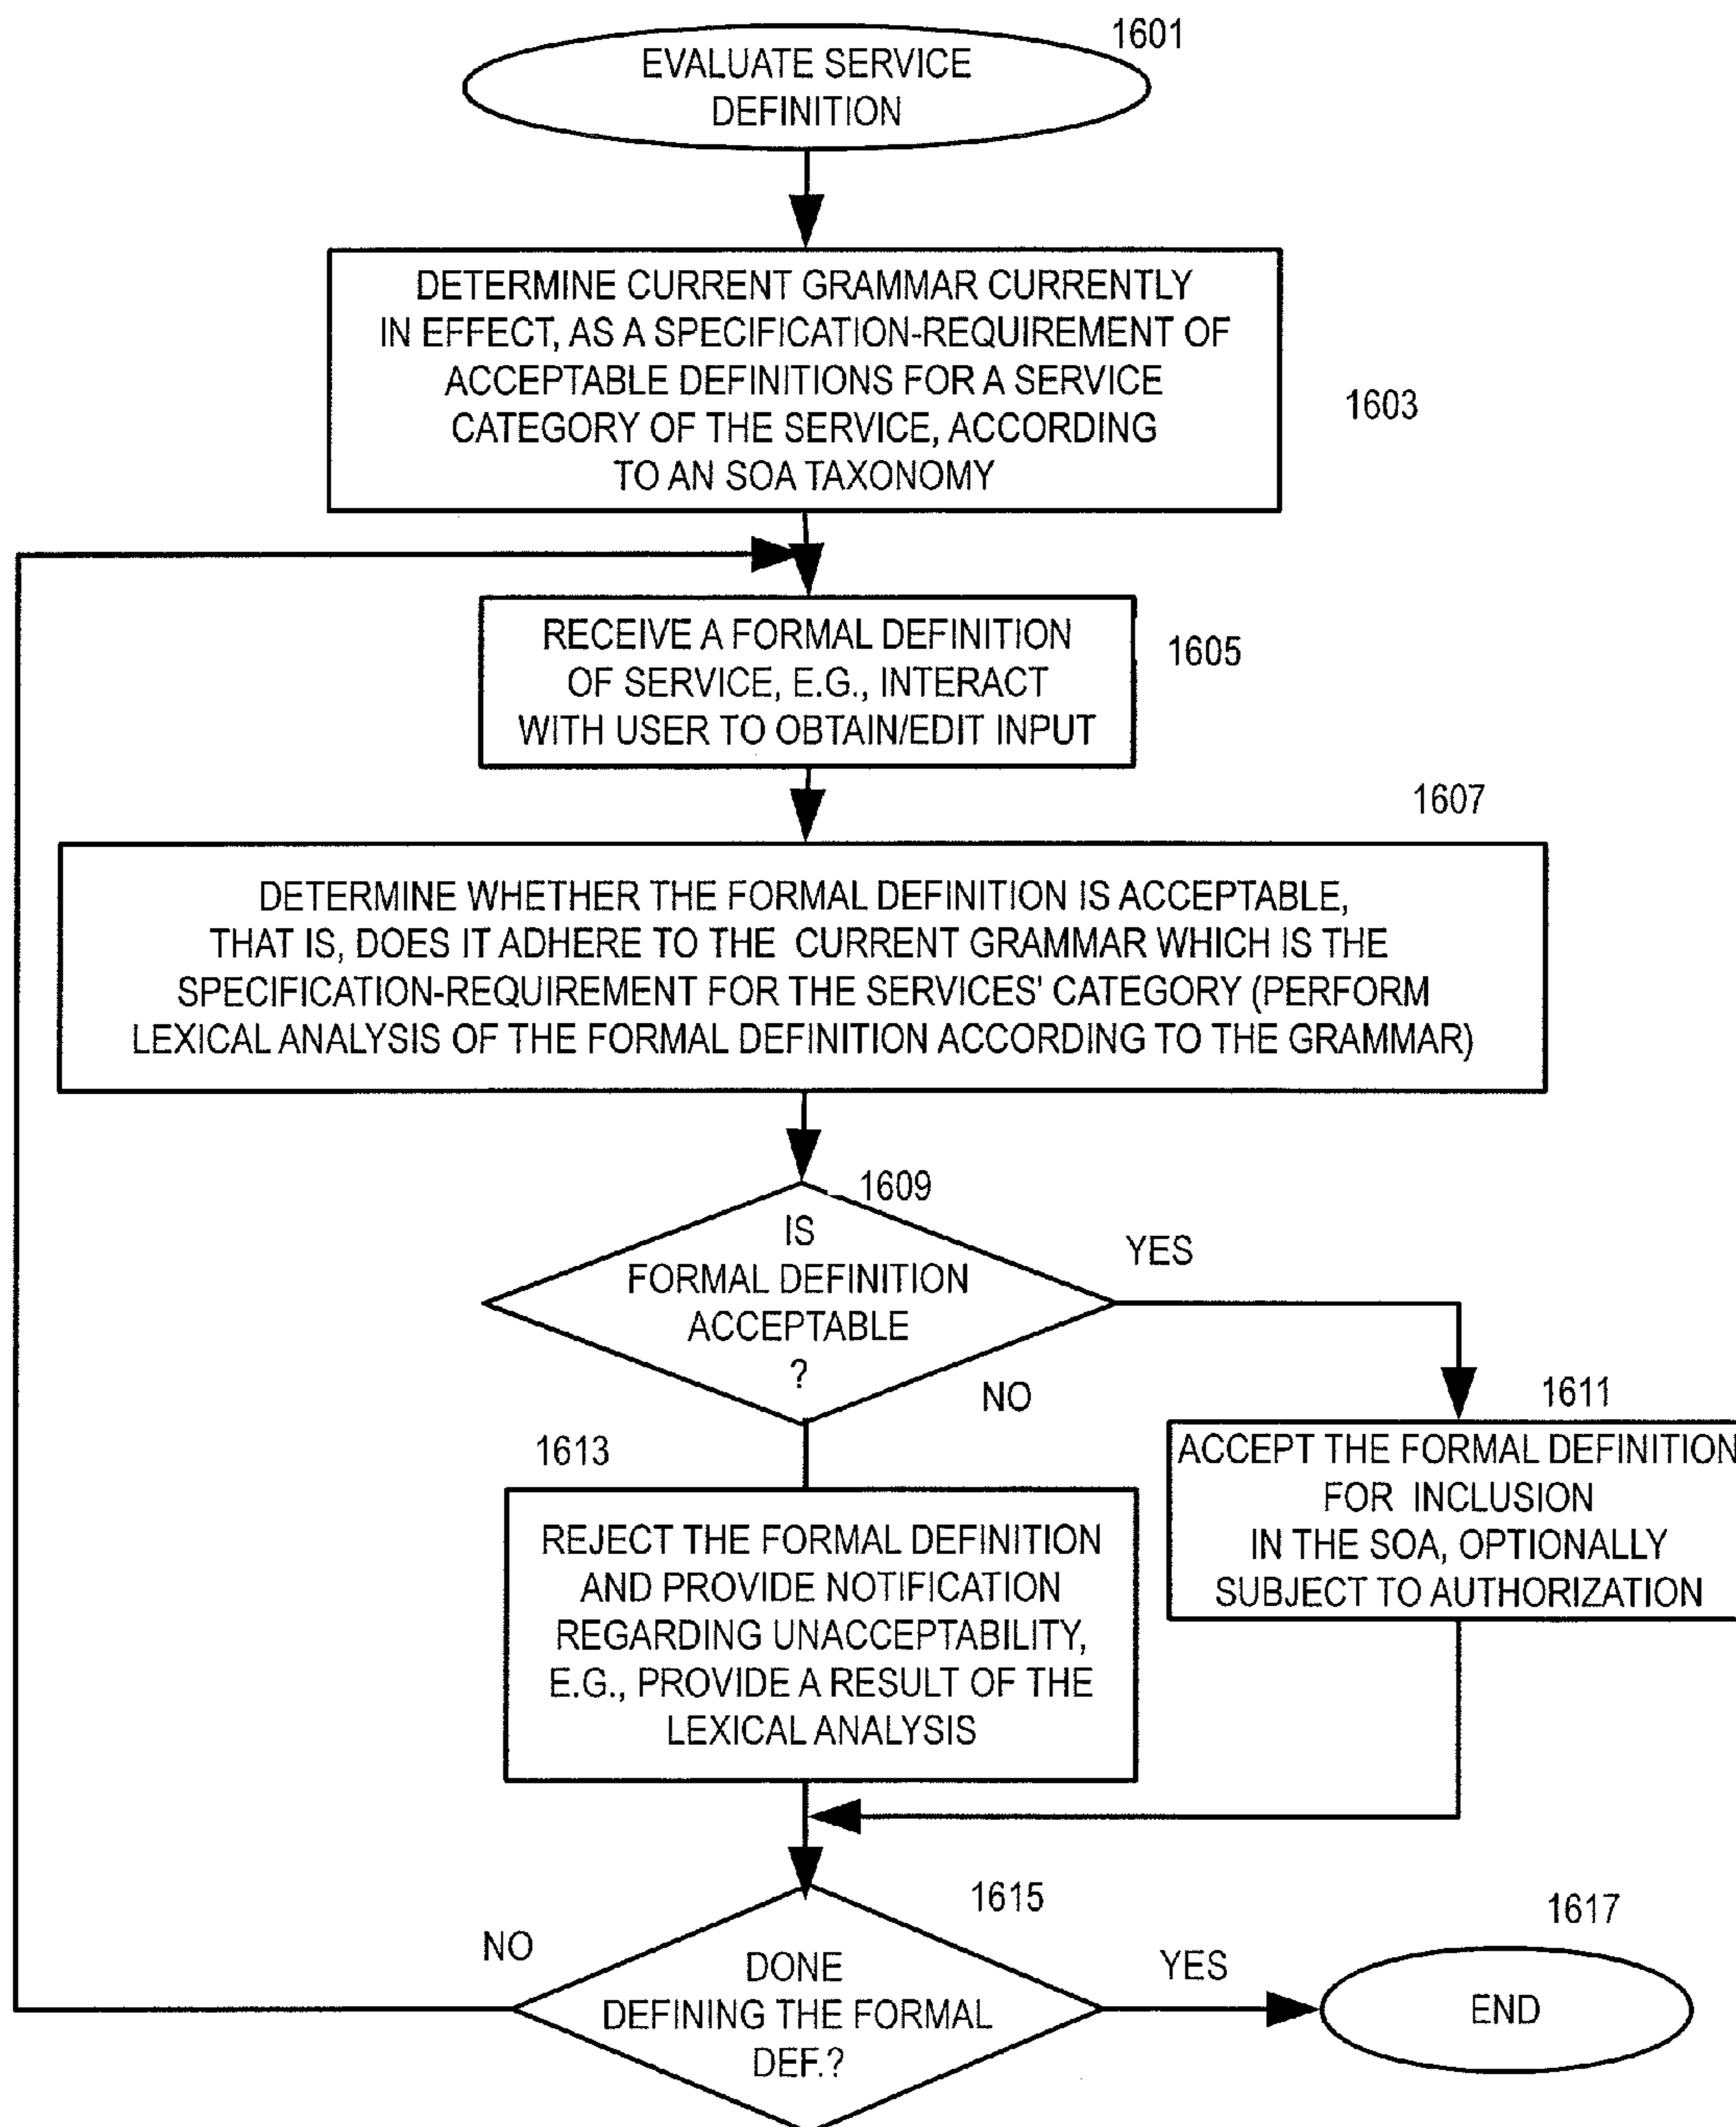 1601
EVALUATE SERVICE
DEFINITION
DETERMINE CURRENT GRAMMAR CURRENTLY
IN EFFECT, AS A SPECIFICATION-REQUIREMENT OF
ACCEPTABLE DEFINITIONS FOR A SERVICE
CATEGORY OF THE SERVICE, ACCORDING
TO AN SOA TAXONOMY
1603
RECEIVE A FORMAL DEFINITION
OF SERVICE, E.G., INTERACT
WITH USER TO OBTAIN/EDIT INPUT
1605
1607
DETERMINE WHETHER THE FORMAL DEFINITION IS ACCEPTABLE,
THAT IS, DOES IT ADHERE TO THE CURRENT GRAMMAR WHICH IS THE
SPECIFICATION-REQUIREMENT FOR THE SERVICES' CATEGORY (PERFORM
LEXICAL ANALYSIS OF THE FORMAL DEFINITION ACCORDING TO THE GRAMMAR)
1609
IS
FORMAL DEFINITION
ACCEPTABLE
?
YES
NO
1611
ACCEPT THE FORMAL DEFINITION
FOR INCLUSION
IN THE SOA, OPTIONALLY
SUBJECT TO AUTHORIZATION
1613
REJECT THE FORMAL DEFINITION
AND PROVIDE NOTIFICATION
REGARDING UNACCEPTABILITY,
E.G., PROVIDE A RESULT OF THE
LEXICAL ANALYSIS
1615
NO
DONE
DEFINING THE FORMAL
DEF.?
YES
1617
END